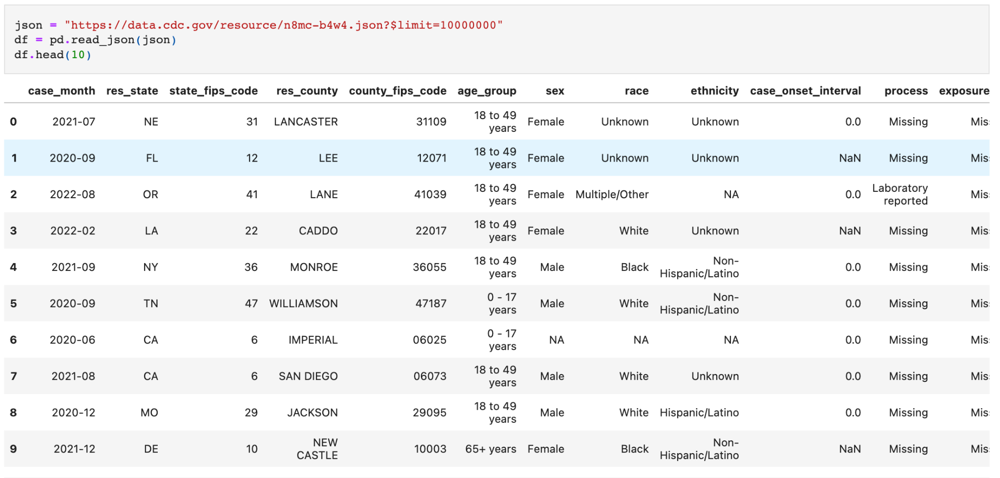 json = "https://data.cdc.gov/resource/n8mc-b4w4.json?$limit=10000000"
df = pd.read_json(json)
df.head(10)
case_month res_state state_fips_code res_county county_fips_code age_group sex race ethnicity case_onset_interval process exposure
0 2021-07 NE 31 LANCASTER 31109 18 to 49 years Female Unknown Unknown 0.0 Missing Mis
1 2020-09 FL 12 LEE 12071 18 to 49 years Female Unknown Unknown NaN Missing Mis
2 2022-08 OR 41 LANE 41039 18 to 49 years Female Multiple/Other NA 0.0 Laboratory reported Mis
3 2022-02 LA 22 CADDO 22017 18 to 49 years Female White Unknown NaN Missing Mis
4 2021-09 NY 36 MONROE 36055 18 to 49 years Male Black Non-Hispanic/Latino 0.0 Missing Mis
5 2020-09 TN 47 WILLIAMSON 47187 0 - 17 years Male White Non-Hispanic/Latino 0.0 Missing Mis
6 2020-06 CA 6 IMPERIAL 06025 0 - 17 years NA NA NA 0.0 Missing Mis
7 2021-08 CA 6 SAN DIEGO 06073 18 to 49 years Male White Unknown 0.0 Missing Mis
8 2020-12 MO 29 JACKSON 29095 18 to 49 years Male White Hispanic/Latino 0.0 Missing Mis
9 2021-12 DE 10 NEW CASTLE 10003 65+ years Female Black Non-Hispanic/Latino NaN Missing Mis